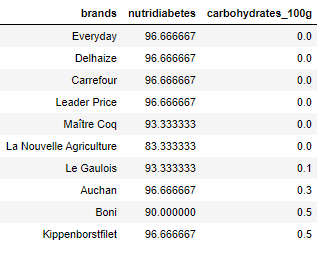 brands nutridiabetes carbohydrates_100g
Everyday 96.666667 0.0
Delhaize 96.666667 0.0
Carrefour 96.666667 0.0
Leader Price 96.666667 0.0
Maître Coq 93.333333 0.0
La Nouvelle Agriculture 83.333333 0.0
Le Gaulois 93.333333 0.1
Auchan 96.666667 0.3
Boni 90.000000 0.5
Kippenborstfilet 96.666667 0.5